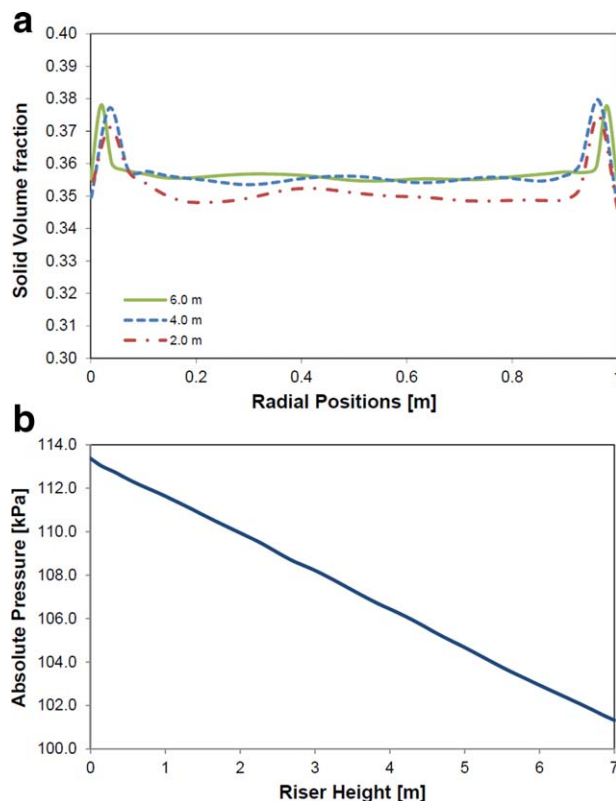 a
0.40
0.39
0.38
0.37
0.36
0.35
0.34
0.33
0.32
0.31
0.30
Solid Volume fraction
6.0 m
4.0 m
2.0 m
0 0.2 0.4 0.6 0.8
Radial Positions [m]
b
114.0
112.0
110.0
108.0
106.0
104.0
102.0
100.0
Absolute Pressure [kPa]
0 1 2 3 4 5 6 7
Riser Height [m]